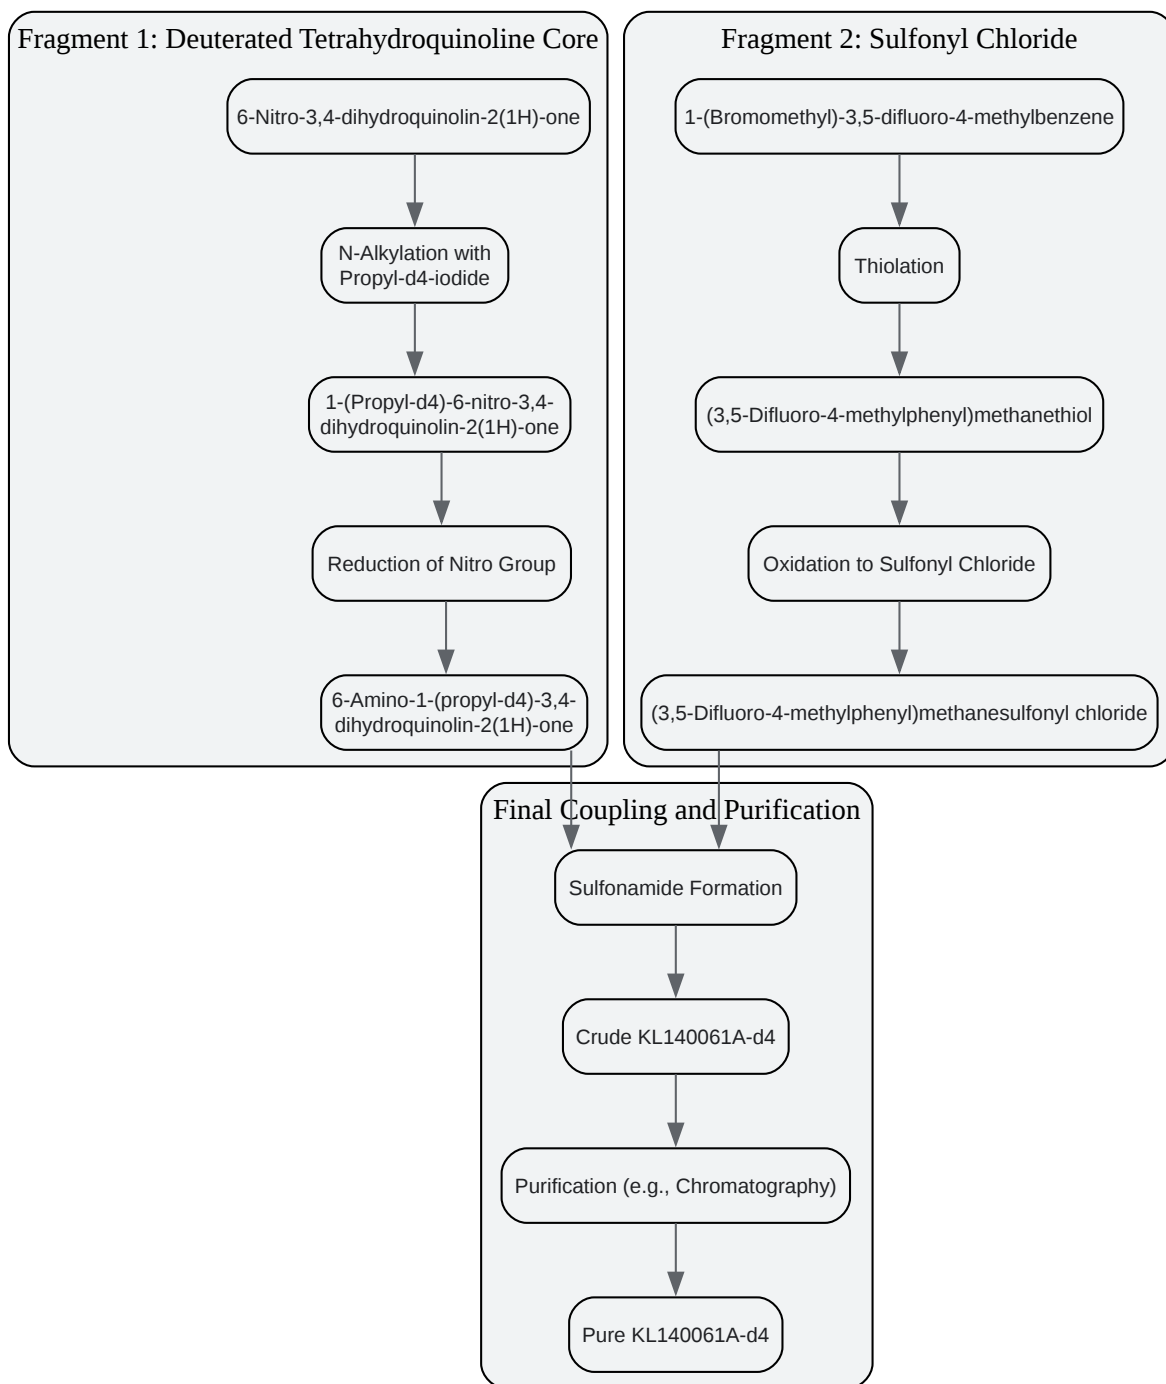 Fragment 1: Deuterated Tetrahydroquinoline Core
6-Nitro-3,4-dihydroquinolin-2(1H)-one
N-Alkylation with
Propyl-d4-iodide
1-(Propyl-d4)-6-nitro-3,4-
dihydroquinolin-2(1H)-one
Reduction of Nitro Group
6-Amino-1-(propyl-d4)-3,4-
dihydroquinolin-2(1H)-one
Fragment 2: Sulfonyl Chloride
1-(Bromomethyl)-3,5-difluoro-4-methylbenzene
Thiolation
(3,5-Difluoro-4-methylphenyl)methanethiol
Oxidation to Sulfonyl Chloride
(3,5-Difluoro-4-methylphenyl)methanesulfonyl chloride
Final Coupling and Purification
Sulfonamide Formation
Crude KL140061A-d4
Purification (e.g., Chromatography)
Pure KL140061A-d4